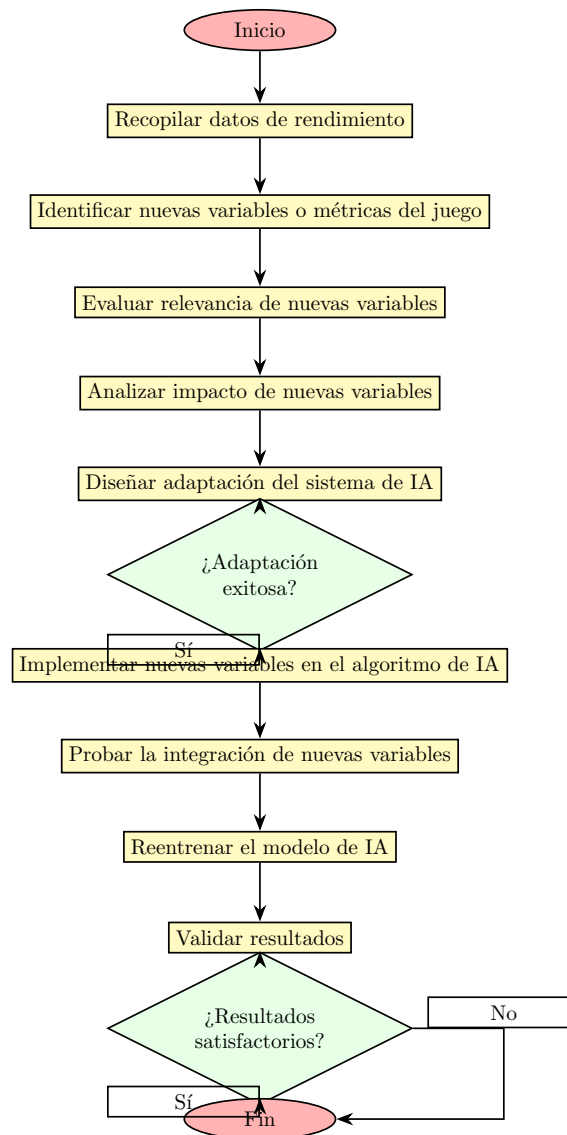 Inicio
Recopilar datos de rendimiento
Identificar nuevas variables o métricas del juego
Evaluar relevancia de nuevas variables
Analizar impacto de nuevas variables
Diseñar adaptación del sistema de IA
¿Adaptación
exitosa?
Sí
Implementar nuevas variables en el algoritmo de IA
Probar la integración de nuevas variables
Reentrenar el modelo de IA
Validar resultados
¿Resultados
satisfactorios?
No
Sí
Fin